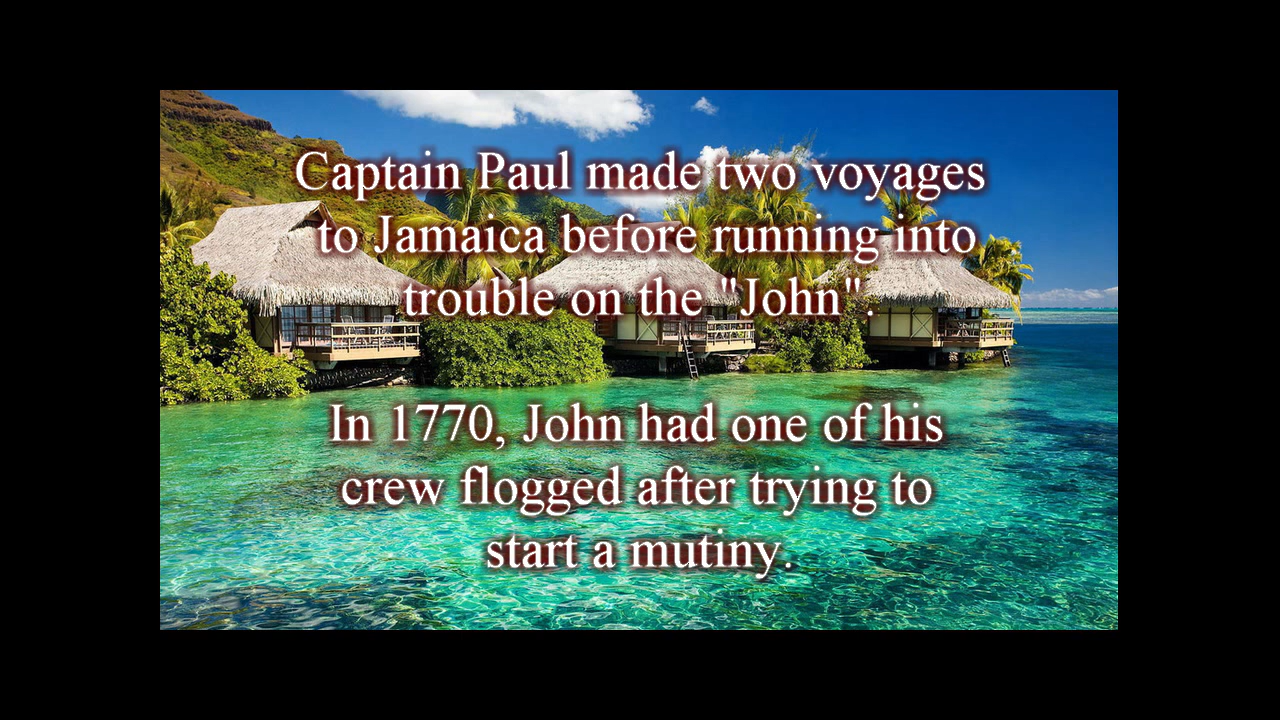 Captain Paul made two voyages
to Jamaica before running into
trouble on the "John".
In 1770, John had one of his
crew flogged after trying to
start a mutiny.